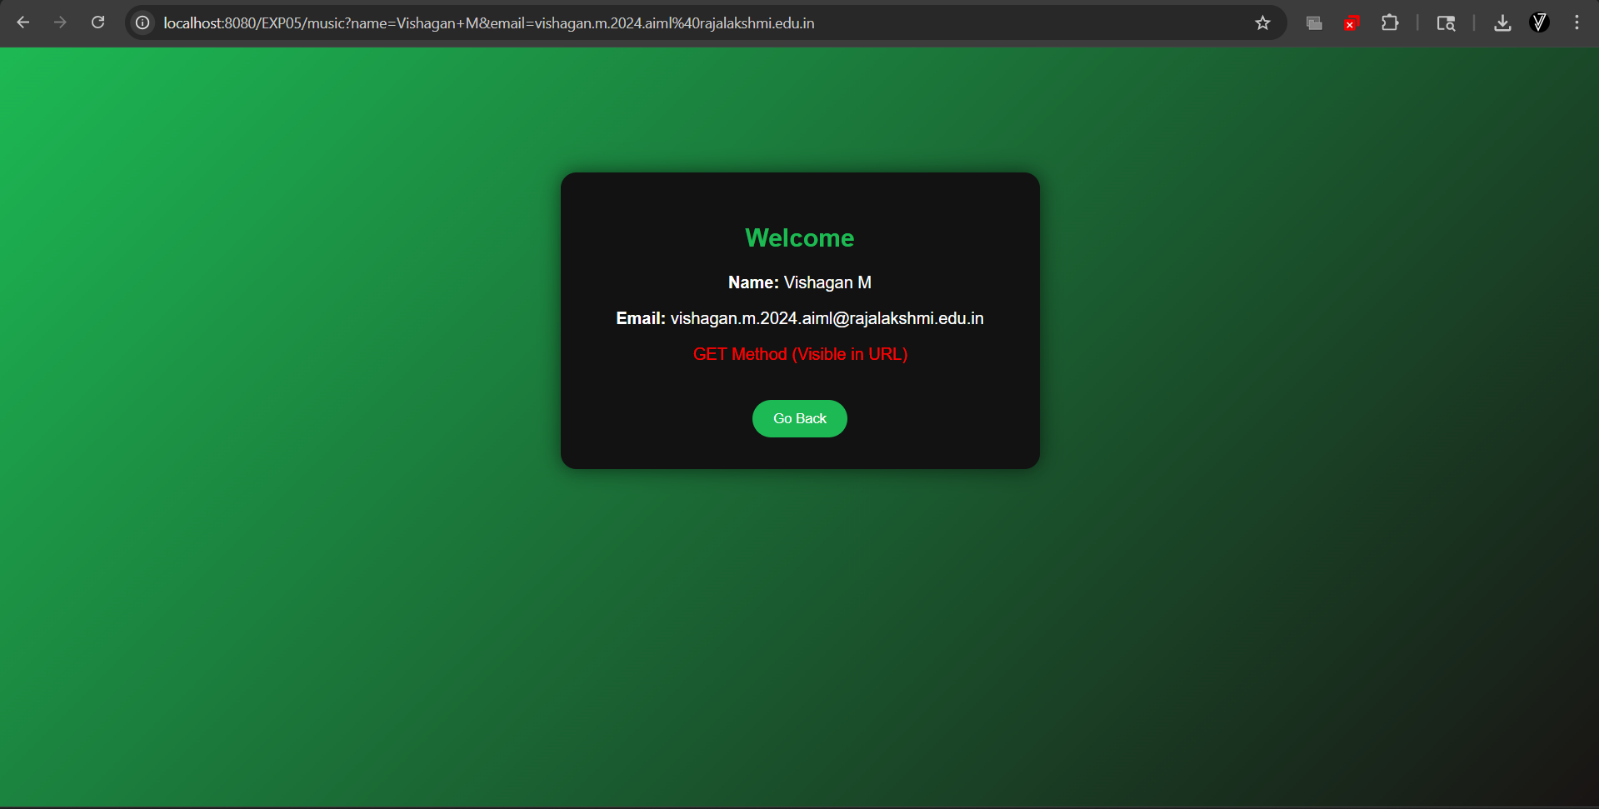 localhost:8080/EXP05/music?name=Vishagan+M&email=vishagan.m.2024.aiml%40rajalakshmi.edu.in
Welcome
Name: Vishagan M
Email: vishagan.m.2024.aiml@rajalakshmi.edu.in
GET Method (Visible in URL)
Go Back